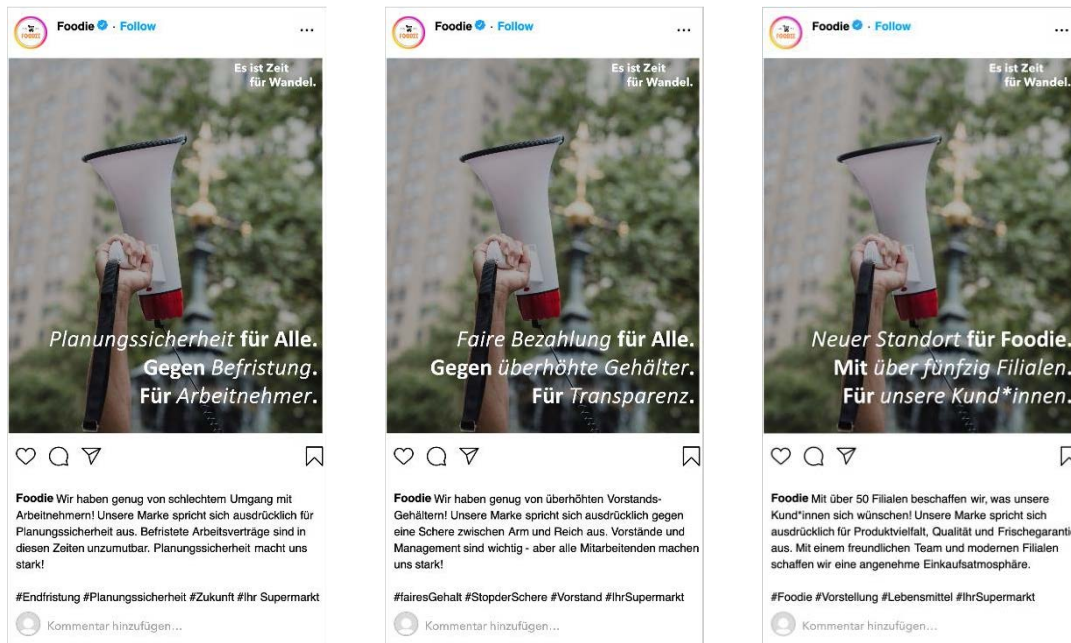 Foodie · Follow
Es ist Zeit
für Wandel.
Planungssicherheit für Alle.
Gegen Befristung.
Für Arbeitnehmer.
Foodie Wir haben genug von schlechtem Umgang mit
Arbeitnehmern! Unsere Marke spricht sich ausdrücklich für
Planungssicherheit aus. Befristete Arbeitsverträge sind in
diesen Zeiten unzumutbar. Planungssicherheit macht uns
stark!
#Endfristung #Planungssicherheit #Zukunft #Ihr Supermarkt
Kommentar hinzufügen...
Foodie · Follow
Es ist Zeit
für Wandel.
Faire Bezahlung für Alle.
Gegen überhöhte Gehälter.
Für Transparenz.
Foodie Wir haben genug von überhöhten Vorstands-
Gehältern! Unsere Marke spricht sich ausdrücklich gegen
eine Schere zwischen Arm und Reich aus. Vorstände und
Management sind wichtig - aber alle Mitarbeitenden machen
uns stark!
#fairesGehalt #StopderSchere #Vorstand #IhrSupermarkt
Kommentar hinzufügen...
Foodie · Follow
Es ist Zeit
für Wandel.
Neuer Standort für Foodie.
Mit über fünfzig Filialen.
Für unsere Kund*innen.
Foodie Mit über 50 Filialen beschaffen wir, was unsere
Kund*innen sich wünschen! Unsere Marke spricht sich
ausdrücklich für Produktvielfalt, Qualität und Frischegarantie
aus. Mit einem freundlichen Team und modernen Filialen
schaffen wir eine angenehme Einkaufsatmosphäre.
#Foodie #Vorstellung #Lebensmittel #IhrSupermarkt
Kommentar hinzufügen...